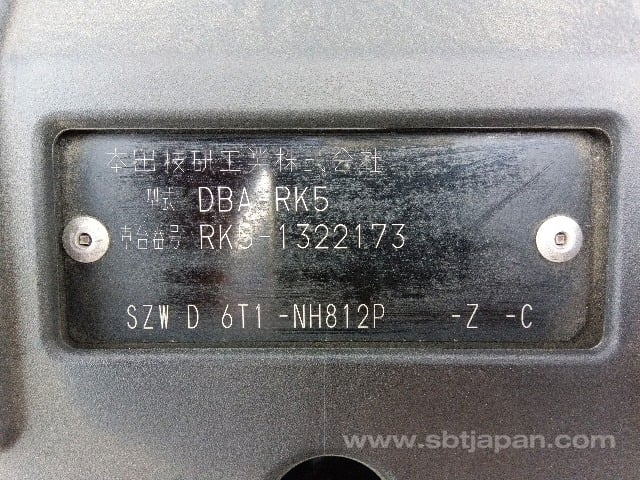 本田技研工業株式会社
型式 DBA-RK5
車台番号 RK5-1322173
SZW D 6T1 -NH812P -Z -C
www.sbtjapan.com